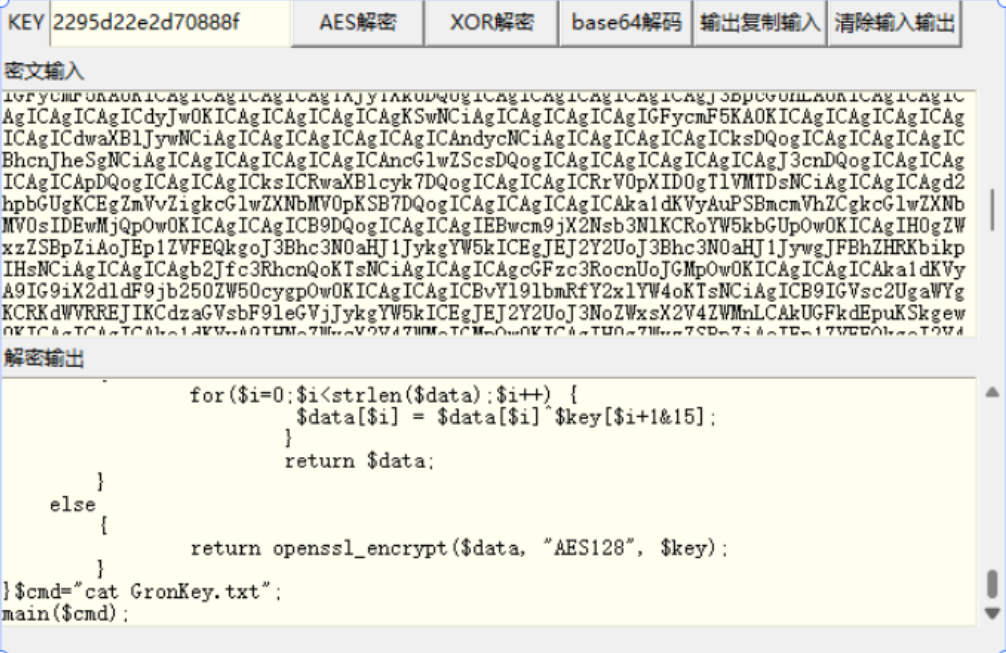 KEY 2295d22e2d70888f AES解密 XOR解密 base64解码 输出复制输入 清除输入输出
密文输入
AgICAgICAgICdyJw0KICAgICAgICAgICAgKSwNCiAgICAgICAgICAgIGFycmF5KA0KICAgICAgICAgICAg
ICAgICdwaXBlJywNCiAgICAgICAgICAgICAgICAndycNCiAgICAgICAgICAgICksDQogICAgICAgICAgIC
BhcnJheSgNCiAgICAgICAgICAgICAgICAncGlwZScsDQogICAgICAgICAgICAgICAgJ3cnDQogICAgICAg
ICAgICApDQogICAgICAgICksICRwaXBlcyk7DQogICAgICAgICRrV0pXID0gTlVMTDsNCiAgICAgICAgd2
hpbGUgKCEgZmVvZigkcGlwZXNbMV0pKSB7DQogICAgICAgICAgICAka1dKVyAuPSBmcmVhZCgkcGlwZXNb
MV0sIDEwMjQpOw0KICAgICAgICB9DQogICAgICAgIEBwcm9jX2Nsb3NlKCRoYW5kbGUpOw0KICAgIH0gZW
xzZSBpZiAoJEp1ZVFEQkgoJ3Bhc3N0aHJ1JykgYW5kICEgJEJ2Y2UoJ3Bhc3N0aHJ1JywgJFBhZHRKbikp
IHsNCiAgICAgICAgb2Jfc3RhcnQoKTsNCiAgICAgICAgcGFzc3RocnUoJGMpOw0KICAgICAgICAka1dKVy
A9IG9iX2dldF9jb250ZW50cygpOw0KICAgICAgICBvYl9lbmRfY2xlYW4oKTsNCiAgICB9IGVsc2UgaWYg
KCRKdWVRREJIKCdzaGVsbF9leGVjJykgYW5kICEgJEJ2Y2UoJ3NoZWxsX2V4ZWMnLCAkUGFkdEpuKSkgew
解密输出
for($i=0;$i<strlen($data);$i++) {
$data[$i] = $data[$i]^$key[$i+1&15];
}
return $data;
}
else
{
return openssl_encrypt($data, "AES128", $key);
}
}$cmd="cat GronKey.txt";
main($cmd);